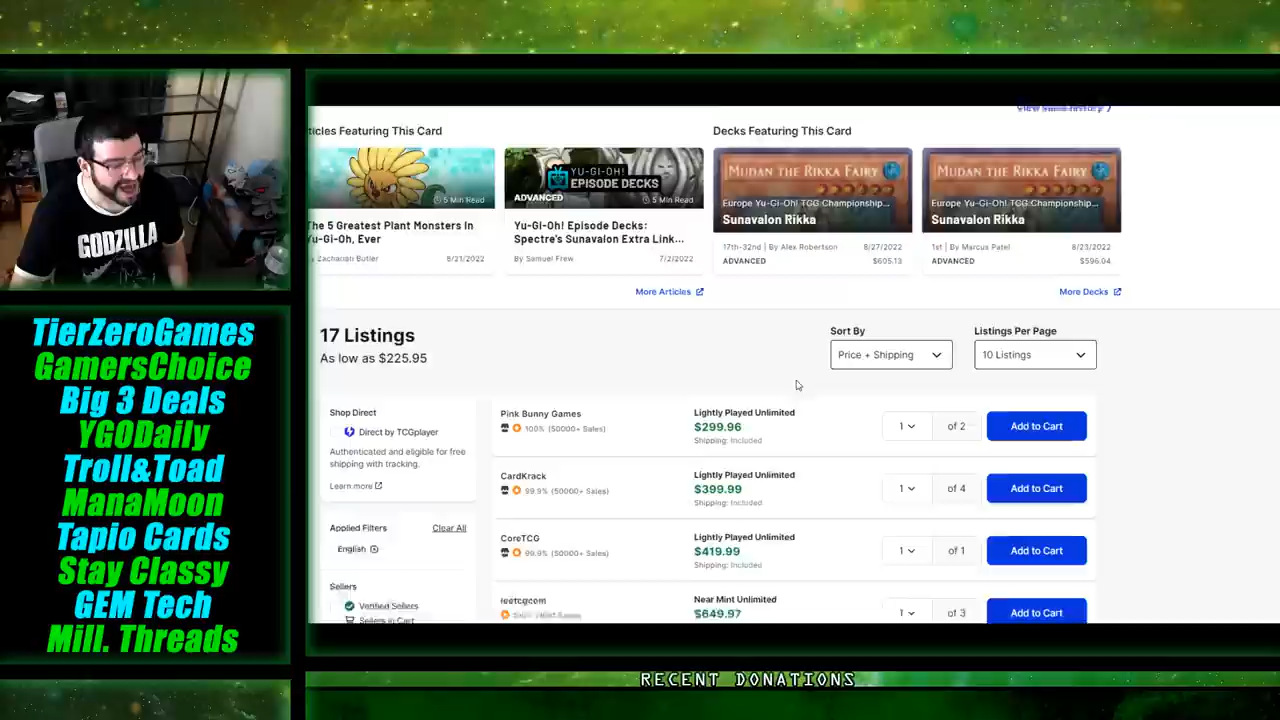 GODZILLA
TierZeroGames
GamersChoice
Big 3 Deals
YGODaily
Troll&Toad
ManaMoon
Tapio Cards
Stay Classy
GEM Tech
Mill. Threads
ticles Featuring This Card
Decks Featuring This Card
5 Min Read
The 5 Greatest Plant Monsters In
Yu-Gi-Oh, Ever
By Zachariah Butler
8/21/2022
YU-GI-OH!
EPISODE DECKS
ADVANCED
5 Min Read
Yu-Gi-Oh! Episode Decks:
Spectre's Sunavalon Extra Link...
By Samuel Frew
7/2/2022
More Articles
MUDAN THE RIKKA FAIRY
Europe Yu-Gi-Oh! TCG Championship...
Sunavalon Rikka
17th-32nd | By Alex Robertson
8/27/2022
ADVANCED
$605.13
MUDAN THE RIKKA FAIRY
Europe Yu-Gi-Oh! TCG Championship...
Sunavalon Rikka
1st | By Marcus Patel
8/23/2022
ADVANCED
$596.04
More Decks
17 Listings
As low as $225.95
Sort By
Price + Shipping
Listings Per Page
10 Listings
Shop Direct
Direct by TCGplayer
Authenticated and eligible for free
shipping with tracking.
Learn more
Applied Filters
Clear All
English
Sellers
Verified Sellers
Sellers in Cart
Pink Bunny Games
100% (50000+ Sales)
Lightly Played Unlimited
$299.96
Shipping: Included
1
of 2
Add to Cart
CardKrack
99.9% (50000+ Sales)
Lightly Played Unlimited
$399.99
Shipping: Included
1
of 4
Add to Cart
CoreTCG
99.9% (50000+ Sales)
Lightly Played Unlimited
$419.99
Shipping: Included
1
of 1
Add to Cart
Near Mint Unlimited
$649.97
1
of 3
Add to Cart
RECENT DONATIONS